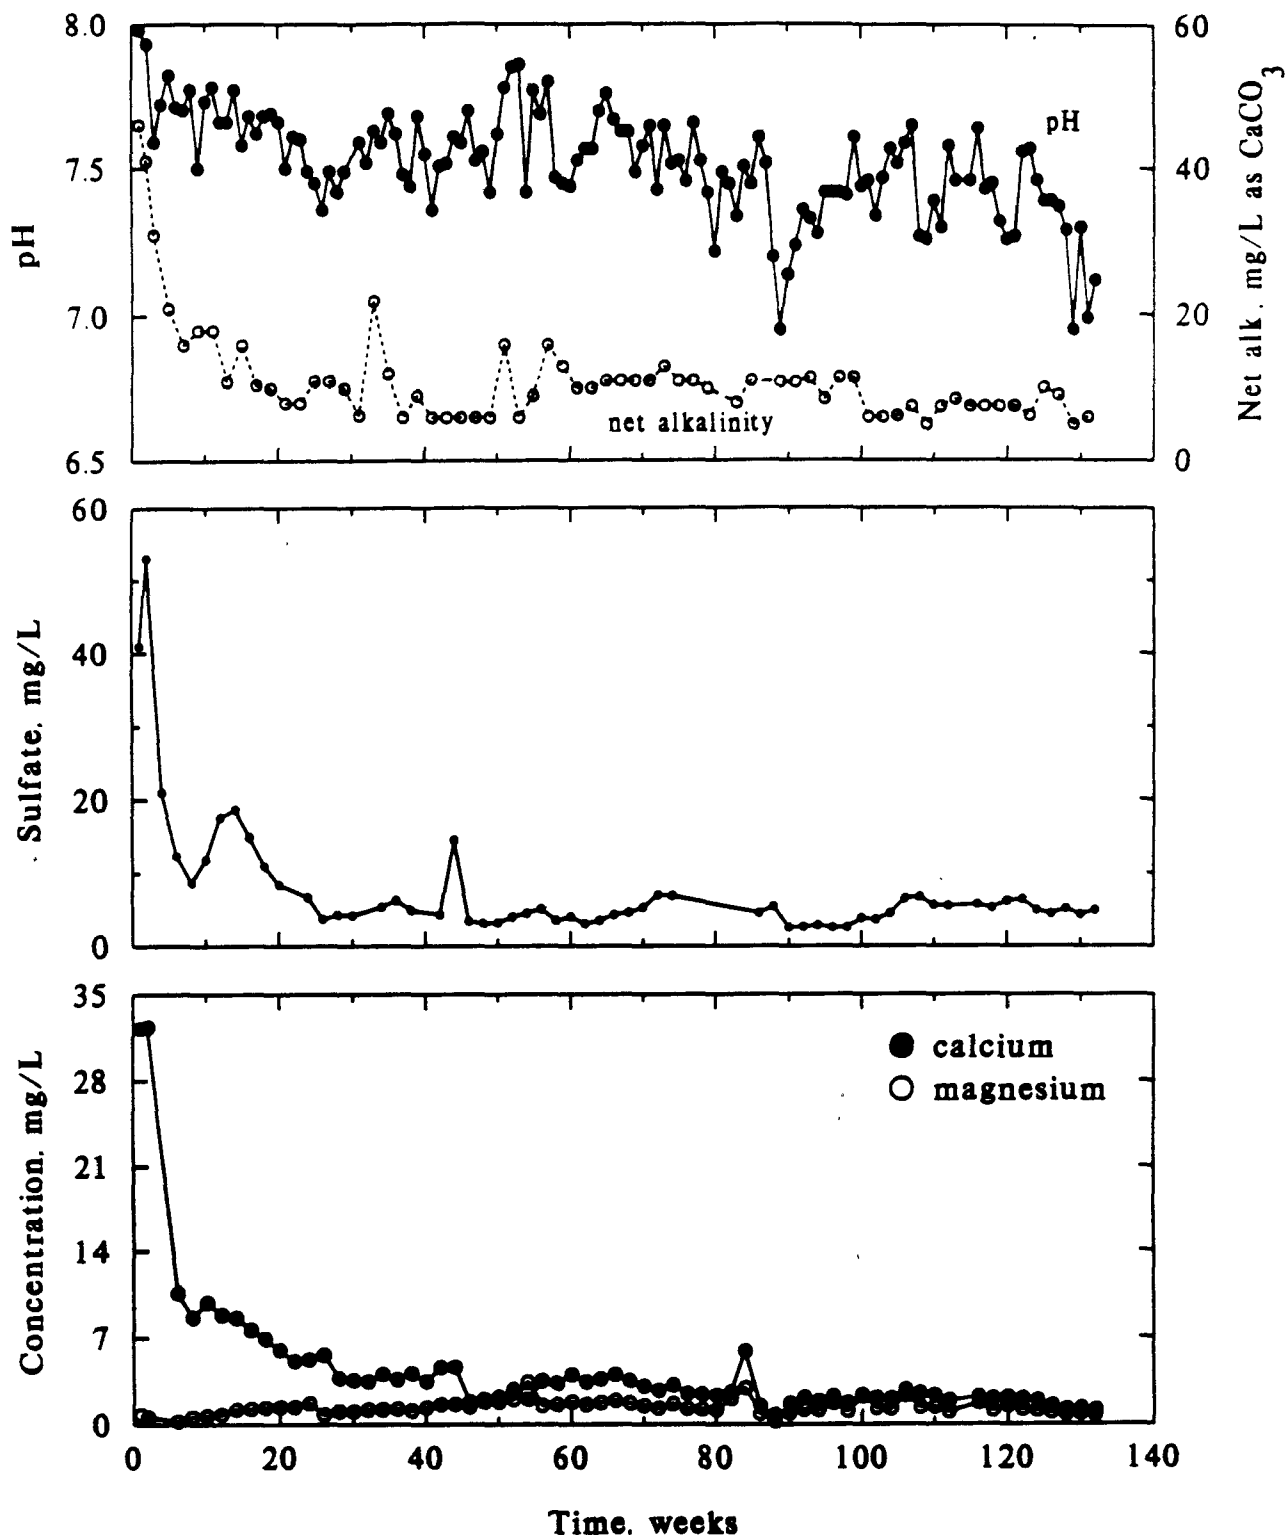 8.0
7.5
7.0
6.5
pH
60
40
20
0
Net alk. mg/L as CaCO3
pH
net alkalinity
60
40
20
0
Sulfate. mg/L
35
28
21
14
7
0
Concentration. mg/L
calcium
magnesium
0 20 40 60 80 100 120 140
Time. weeks